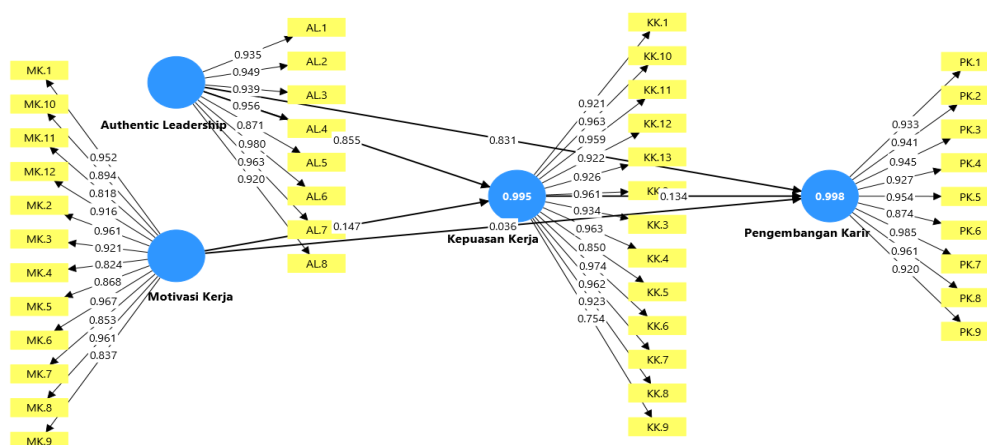 MK.1
MK.10
MK.11
MK.12
MK.2
MK.3
MK.4
MK.5
MK.6
MK.7
MK.8
MK.9
0.952
0.894
0.818
0.916
0.961
0.921
0.824
0.868
0.967
0.853
0.961
0.837
Authentic Leadership
Motivasi Kerja
0.935
0.949
0.939
0.956
0.871
0.980
0.963
0.920
AL.1
AL.2
AL.3
AL.4
AL.5
AL.6
AL.7
AL.8
0.855
0.831
0.147
0.036
0.134
0.995
Kepuasan Kerja
0.921
0.963
0.959
0.922
0.926
0.961
0.934
0.963
0.850
0.974
0.962
0.923
0.754
KK.1
KK.10
KK.11
KK.12
KK.13
KK.3
KK.4
KK.5
KK.6
KK.7
KK.8
KK.9
0.998
Pengembangan Karir
0.933
0.941
0.945
0.927
0.954
0.874
0.985
0.961
0.920
PK.1
PK.2
PK.3
PK.4
PK.5
PK.6
PK.7
PK.8
PK.9